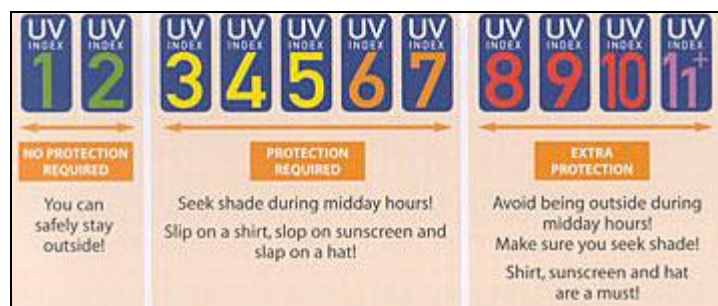 UV INDEX 1
UV INDEX 2
UV INDEX 3
UV INDEX 4
UV INDEX 5
UV INDEX 6
UV INDEX 7
UV INDEX 8
UV INDEX 9
UV INDEX 10
UV INDEX 11+
NO PROTECTION
REQUIRED
You can
safely stay
outside!
PROTECTION
REQUIRED
Seek shade during midday hours!
Slip on a shirt, slop on sunscreen and
slap on a hat!
EXTRA
PROTECTION
Avoid being outside during
midday hours!
Make sure you seek shade!
Shirt, sunscreen and hat
are a must!